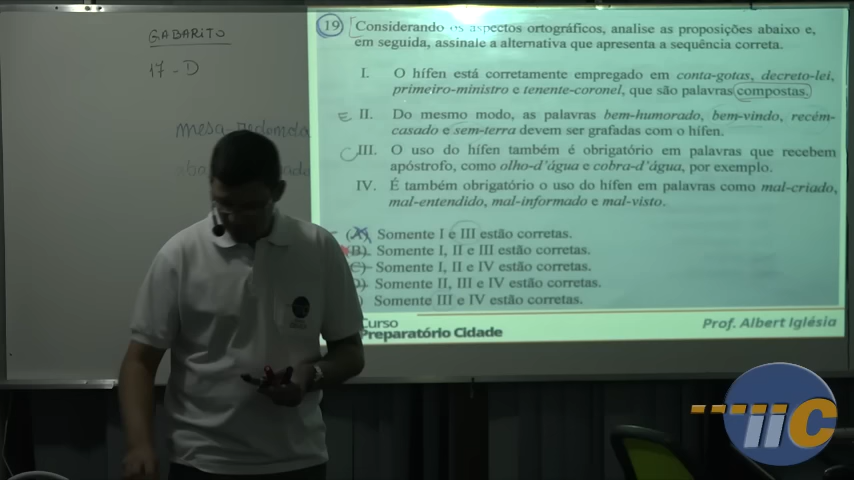 GABARITO
17 - D
mesa redonda
19 Considerando os aspectos ortográficos, analise as proposições abaixo e,
em seguida, assinale a alternativa que apresenta a sequência correta.
I. O hífen está corretamente empregado em conta-gotas, decreto-lei,
primeiro-ministro e tenente-coronel, que são palavras compostas.
E II. Do mesmo modo, as palavras bem-humorado, bem-vindo, recém-
casado e sem-terra devem ser grafadas com o hífen.
C III. O uso do hífen também é obrigatório em palavras que recebem
apóstrofo, como olho-d'água e cobra-d'água, por exemplo.
IV. É também obrigatório o uso do hífen em palavras como mal-criado,
mal-entendido, mal-informado e mal-visto.
(A) Somente I e III estão corretas.
(B) Somente I, II e III estão corretas.
(C) Somente I, II e IV estão corretas.
) Somente II, III e IV estão corretas.
) Somente III e IV estão corretas.
Curso
Preparatório Cidade
Prof. Albert Iglésia
IIC